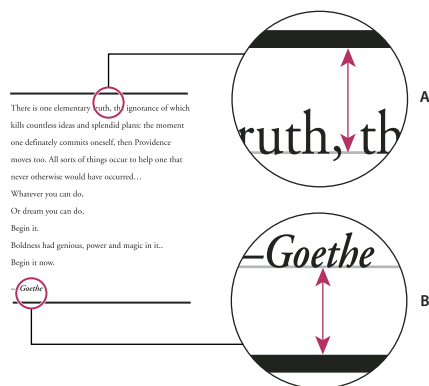 There is one elementary truth, the ignorance of which
kills countless ideas and splendid plans: the moment
one definately commits oneself, then Providence
moves too. All sorts of things occur to help one that
never otherwise would have occurred…
Whatever you can do,
Or dream you can do,
Begin it.
Boldness had genious, power and magic in it..
Begin it now.
–Goethe
ruth, th
A
–Goethe
B